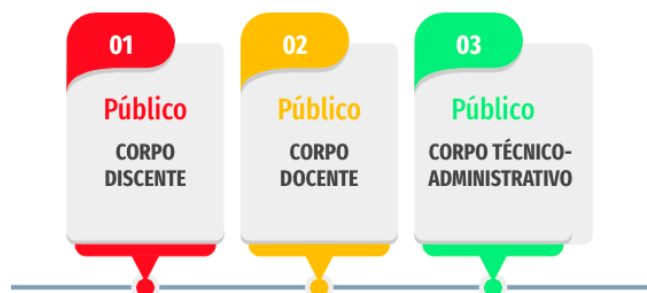 01
Público
CORPO
DISCENTE
02
Público
CORPO
DOCENTE
03
Público
CORPO TÉCNICO-
ADMINISTRATIVO